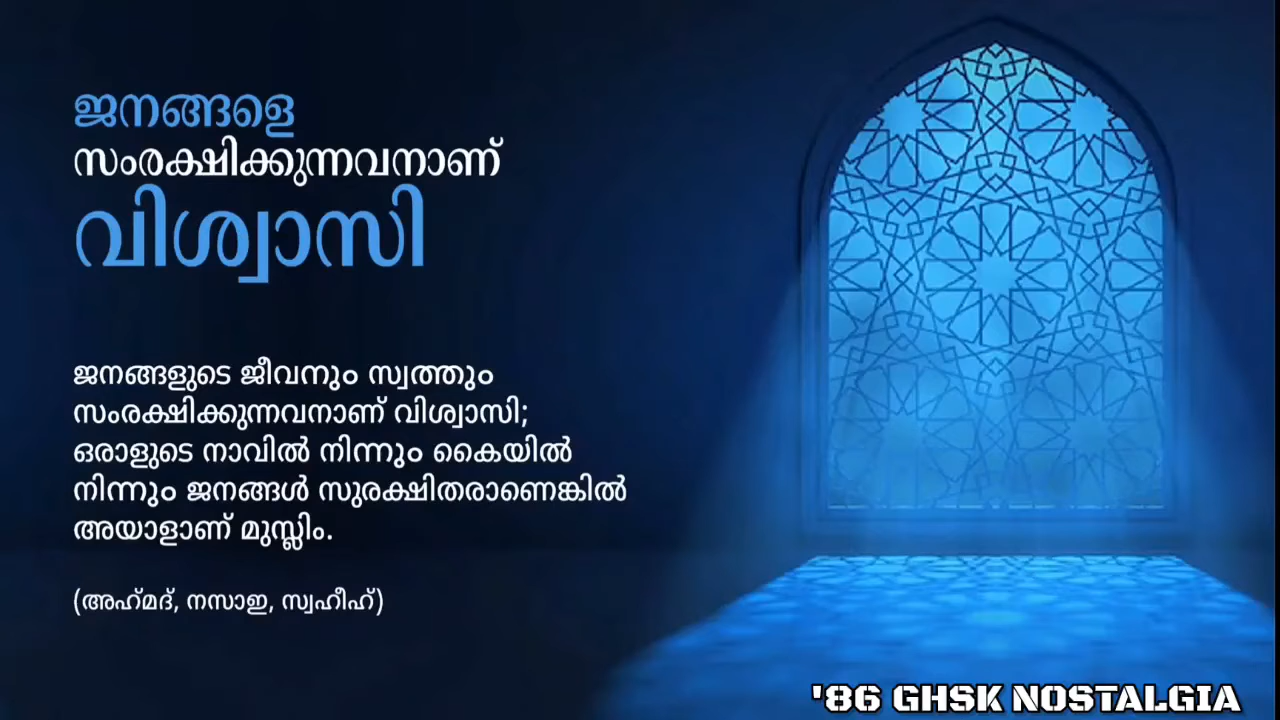 ജനങ്ങളെ
സംരക്ഷിക്കുന്നവനാണ്
വിശ്വാസി
ജനങ്ങളുടെ ജീവനും സ്വത്തും
സംരക്ഷിക്കുന്നവനാണ് വിശ്വാസി;
ഒരാളുടെ നാവിൽ നിന്നും കൈയിൽ
നിന്നും ജനങ്ങൾ സുരക്ഷിതരാണെങ്കിൽ
അയാളാണ് മുസ്ലിം.
(അഹ്‌മദ്, നസാഇ, സ്വഹീഹ്)
'86 GHSK NOSTALGIA